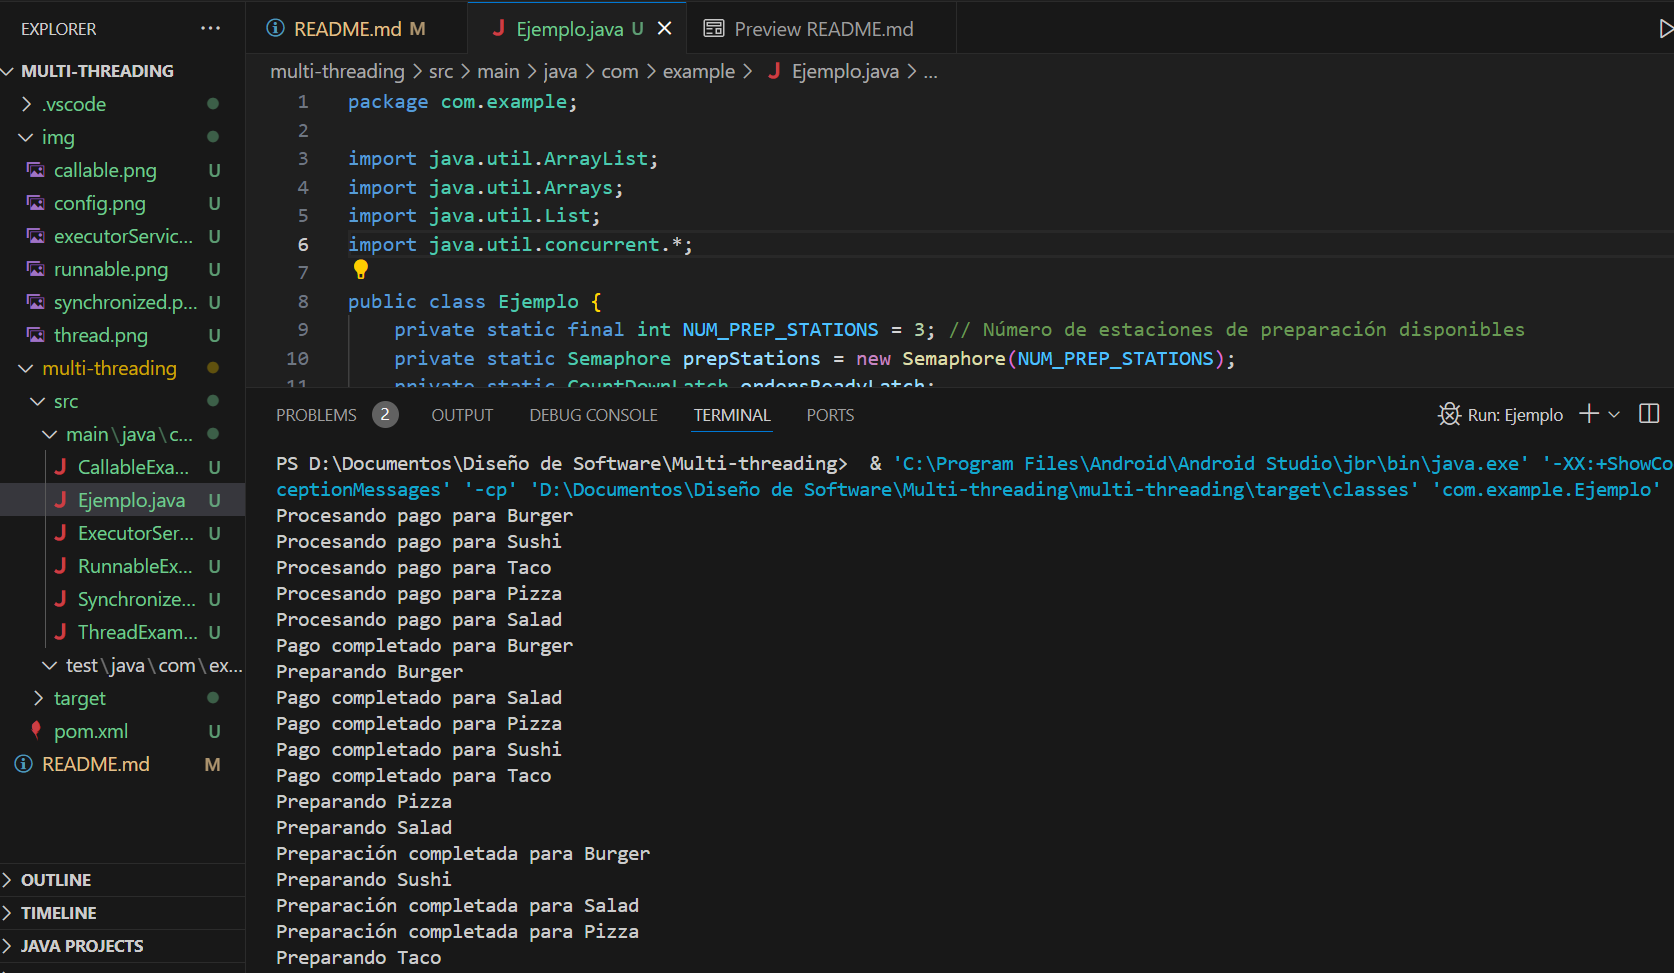 EXPLORER ...
MULTI-THREADING
.vscode
img
callable.png U
config.png U
executorServic... U
runnable.png U
synchronized.p... U
thread.png U
multi-threading
src
main\java\c...
CallableExa... U
Ejemplo.java U
ExecutorSer... U
RunnableEx... U
Synchronize... U
ThreadExam... U
test\java\com\ex...
target
pom.xml U
README.md M
OUTLINE
TIMELINE
JAVA PROJECTS
README.md M
Ejemplo.java U
Preview README.md
multi-threading > src > main > java > com > example > Ejemplo.java > ...
1 package com.example;
2
3 import java.util.ArrayList;
4 import java.util.Arrays;
5 import java.util.List;
6 import java.util.concurrent.*;
7
8 public class Ejemplo {
9 private static final int NUM_PREP_STATIONS = 3; // Número de estaciones de preparación disponibles
10 private static Semaphore prepStations = new Semaphore(NUM_PREP_STATIONS);
11 private static CountDownLatch ordersReadyLatch;
PROBLEMS 2 OUTPUT DEBUG CONSOLE TERMINAL PORTS
Run: Ejemplo
PS D:\Documentos\Diseño de Software\Multi-threading> & 'C:\Program Files\Android\Android Studio\jbr\bin\java.exe' '-XX:+ShowCo
ceptionMessages' '-cp' 'D:\Documentos\Diseño de Software\Multi-threading\multi-threading\target\classes' 'com.example.Ejemplo'
Procesando pago para Burger
Procesando pago para Sushi
Procesando pago para Taco
Procesando pago para Pizza
Procesando pago para Salad
Pago completado para Burger
Preparando Burger
Pago completado para Salad
Pago completado para Pizza
Pago completado para Sushi
Pago completado para Taco
Preparando Pizza
Preparando Salad
Preparación completada para Burger
Preparando Sushi
Preparación completada para Salad
Preparación completada para Pizza
Preparando Taco